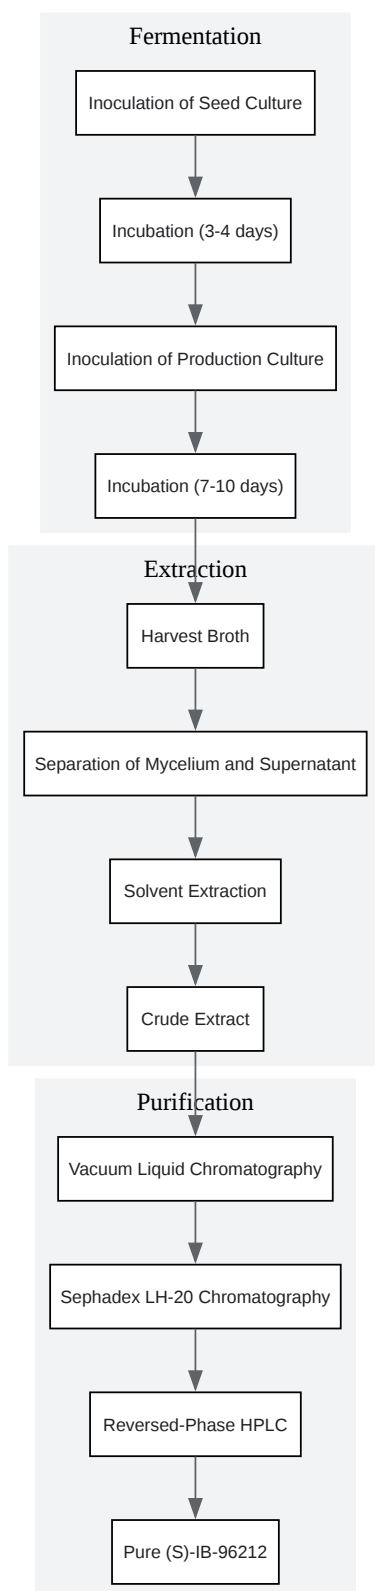 Fermentation
Inoculation of Seed Culture
Incubation (3-4 days)
Inoculation of Production Culture
Incubation (7-10 days)
Extraction
Harvest Broth
Separation of Mycelium and Supernatant
Solvent Extraction
Crude Extract
Purification
Vacuum Liquid Chromatography
Sephadex LH-20 Chromatography
Reversed-Phase HPLC
Pure (S)-IB-96212